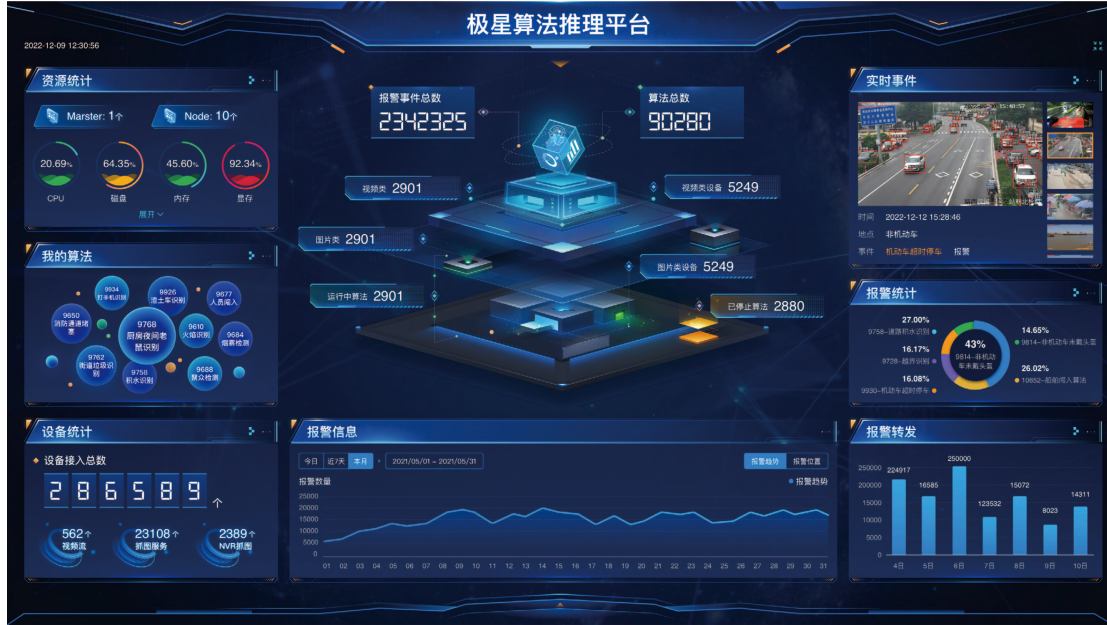 极星算法推理平台
2022-12-09 12:30:56
资源统计
Marster: 1个
Node: 10个
20.69%
64.35%
45.60%
92.34%
CPU
磁盘
内存
显存
展开
我的算法
9934
打手机识别
9926
渣土车识别
9677
人员闯入
9650
消防通道堵
塞
9768
厨房夜间老
鼠识别
9610
火焰识别
9684
烟雾检测
9762
街道垃圾识
别
9758
积水识别
9688
聚众检测
设备统计
设备接入总数
286589个
562个
视频流
23108个
抓图服务
2389个
NVR抓图
报警事件总数
2342325
算法总数
90280
视频类 2901
视频类设备 5249
图片类 2901
图片类设备 5249
运行中算法 2901
已停止算法 2880
报警信息
今日
近7天
本月
2021/05/01 ~ 2021/05/31
报警趋势
报警位置
报警数量
报警趋势
25000
20000
15000
10000
5000
0
01 02 03 04 05 06 07 08 09 10 11 12 13 14 15 16 17 18 19 20 21 22 23 24 25 26 27 28 29 30 31
实时事件
时间 2022-12-12 15:28:46
地点 非机动车
事件 机动车超时停车 报警
报警统计
27.00%
9758-道路积水识别
16.17%
9728-越界识别
16.08%
9930-机动车超时停车
43%
9814-非机动
车未戴头盔
14.65%
9814-非机动车未戴头盔
26.02%
10852-船舶闯入算法
报警转发
250000
200000
15000
10000
5000
0
224917
16585
250000
123532
15072
8023
14311
4日
5日
6日
7日
8日
9日
10日